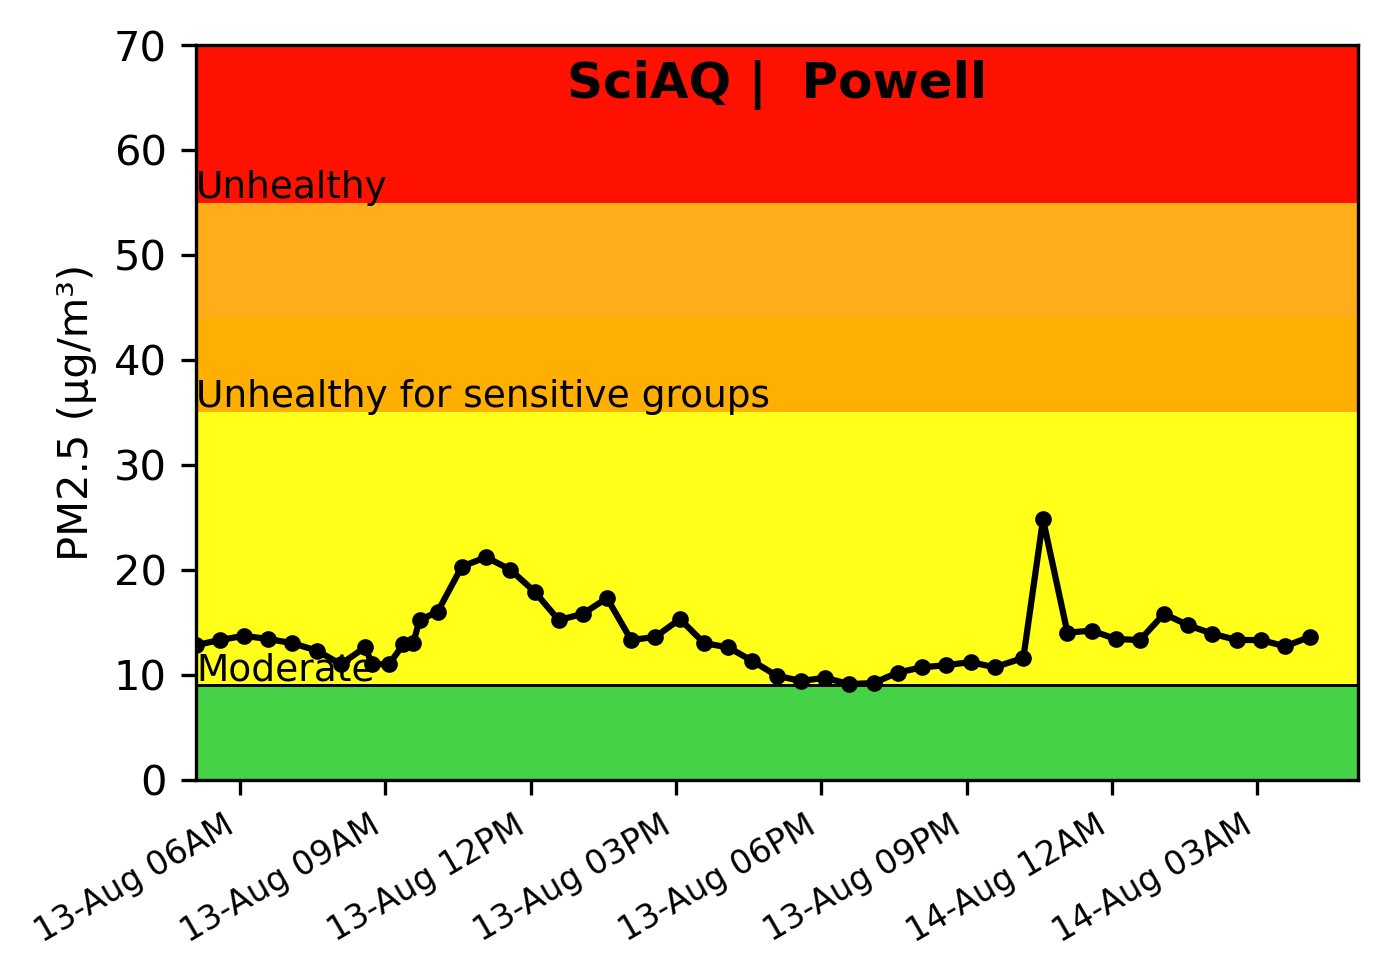 SciAQ | Powell
70
60
50
40
30
20
10
0
PM2.5 (µg/m³)
Unhealthy
Unhealthy for sensitive groups
Moderate
13-Aug 06AM
13-Aug 09AM
13-Aug 12PM
13-Aug 03PM
13-Aug 06PM
13-Aug 09PM
14-Aug 12AM
14-Aug 03AM